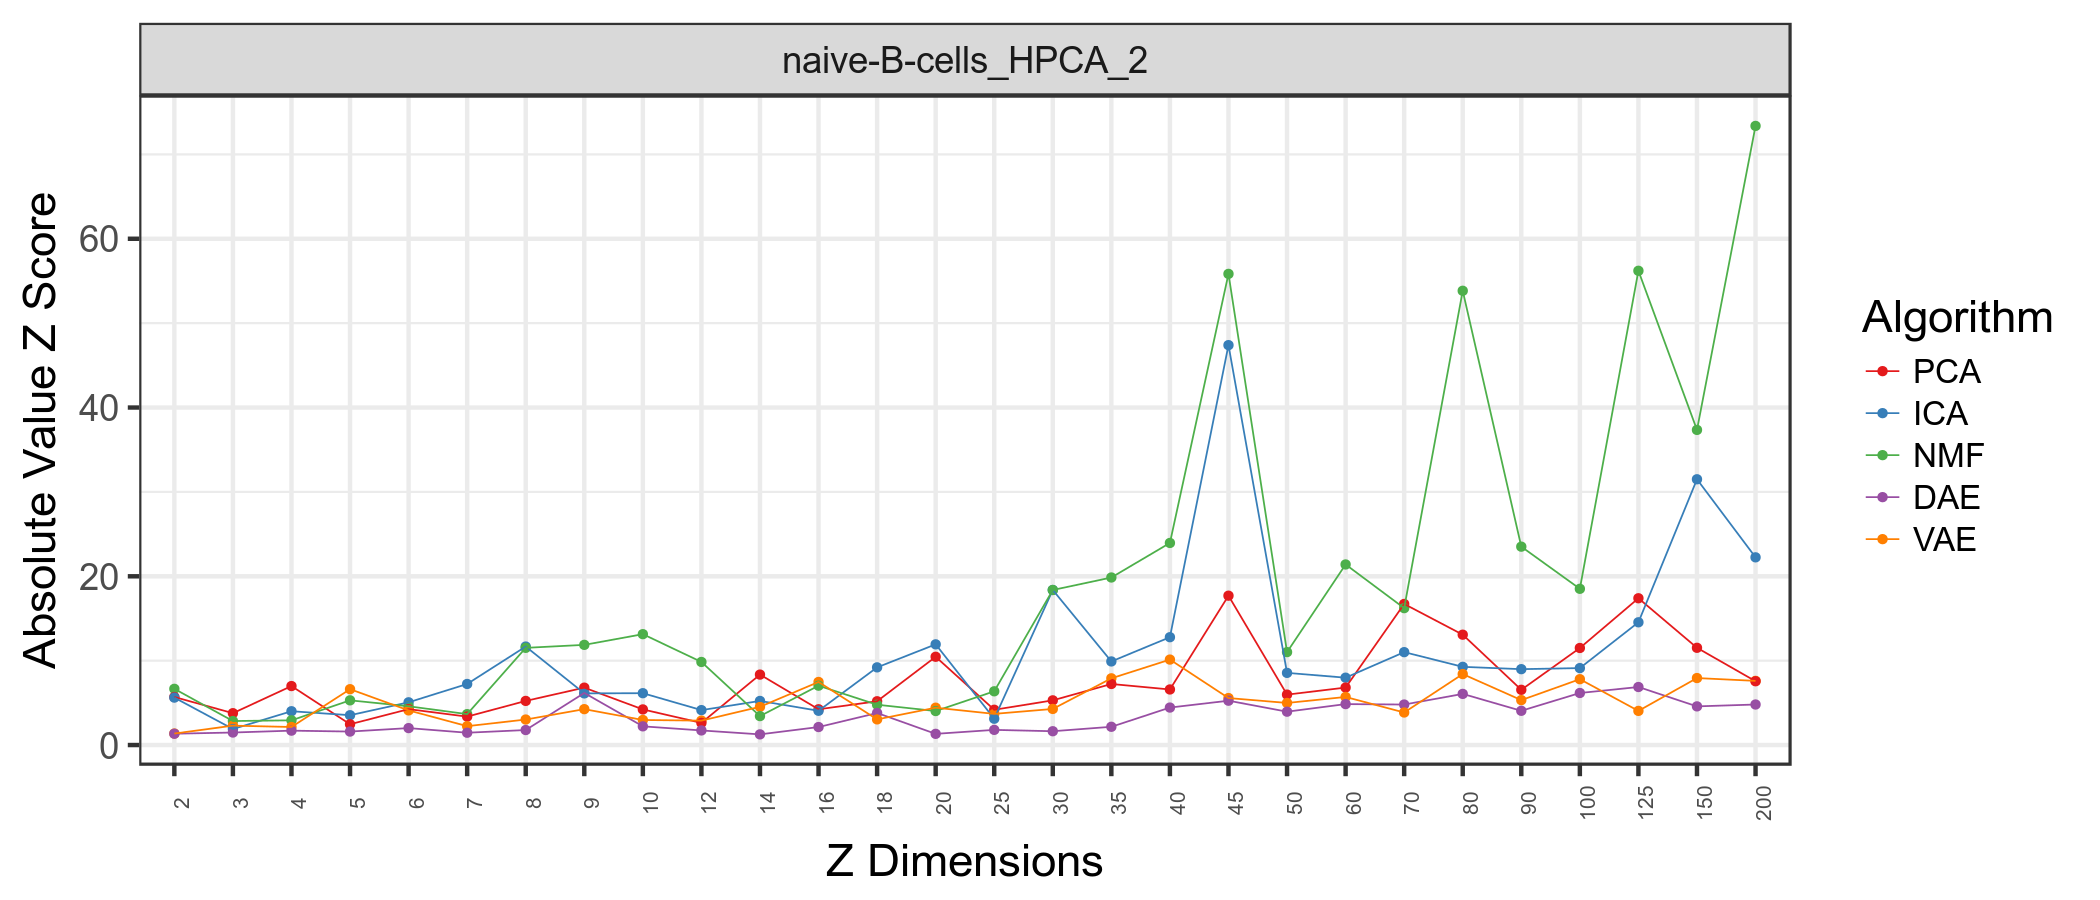 naive-B-cells_HPCA_2
Absolute Value Z Score
60
40
20
0
2 3 4 5 6 7 8 9 10 12 14 16 18 20 25 30 35 40 45 50 60 70 80 90 100 125 150 200
Z Dimensions
Algorithm
PCA
ICA
NMF
DAE
VAE